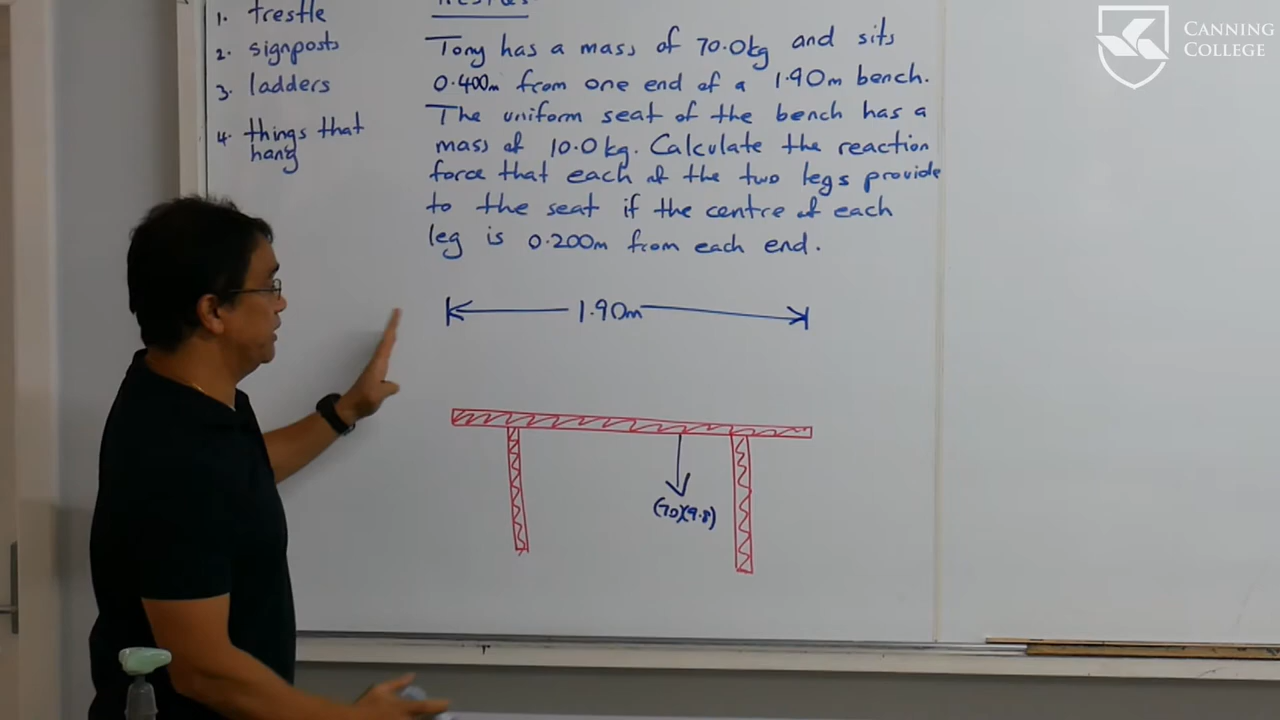 1. trestle
2. signposts
3. ladders
4. things that
hang
Tony has a mass of 70.0kg and sits
0.400m from one end of a 1.90m bench.
The uniform seat of the bench has a
mass of 10.0kg. Calculate the reaction
force that each of the two legs provide
to the seat if the centre of each
leg is 0.200m from each end.
1.90m
(70)(9.8)
CANNING
COLLEGE